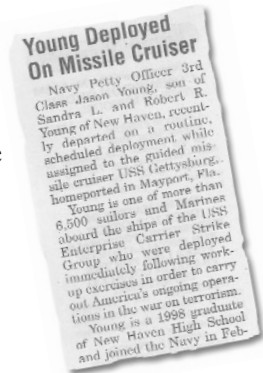 Young Deployed
On Missile Cruiser
Navy Petty Officer 3rd
Class Jason Young, son of
Sandra L. and Robert R.
Young of New Haven, recent-
ly departed on a routine,
scheduled deployment while
assigned to the guided mis-
sile cruiser USS Gettysburg,
homeported in Mayport, Fla.
Young is one of more than
6,500 sailors and Marines
aboard the ships of the USS
Enterprise Carrier Strike
Group who were deployed
immediately following work-
up exercises in order to carry
out America's ongoing opera-
tions in the war on terrorism.
Young is a 1998 graduate
of New Haven High School
and joined the Navy in Feb-